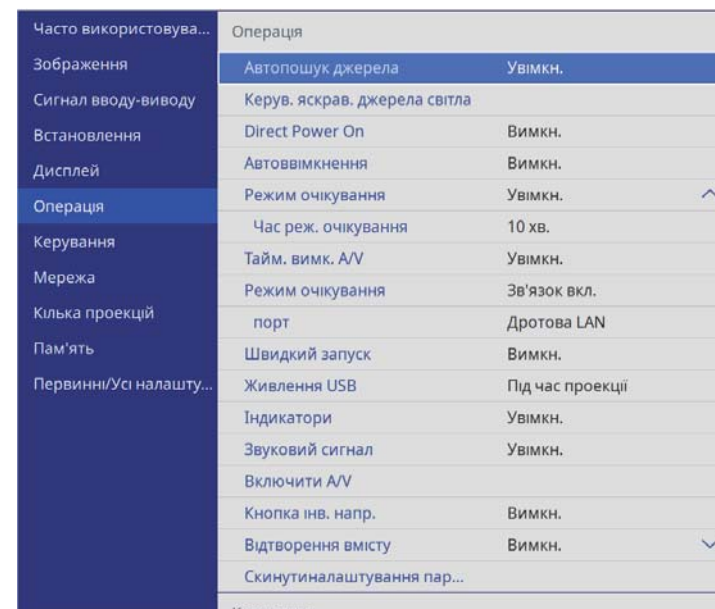 Часто використовува...
Зображення
Сигнал вводу-виводу
Встановлення
Дисплей
Операція
Керування
Мережа
Кілька проекцій
Пам'ять
Первинні/Усі налашту...
Операція
Автопошук джерела Увімкн.
Керув. яскрав. джерела світла
Direct Power On Вимкн.
Автоввімкнення Вимкн.
Режим очікування Увімкн.
Час реж. очікування 10 хв.
Тайм. вимк. A/V Увімкн.
Режим очікування Зв'язок вкл.
порт Дротова LAN
Швидкий запуск Вимкн.
Живлення USB Під час проекції
Індикатори Увімкн.
Звуковий сигнал Увімкн.
Включити A/V
Кнопка інв. напр. Вимкн.
Відтворення вмісту Вимкн.
Скинутиналаштування пар...